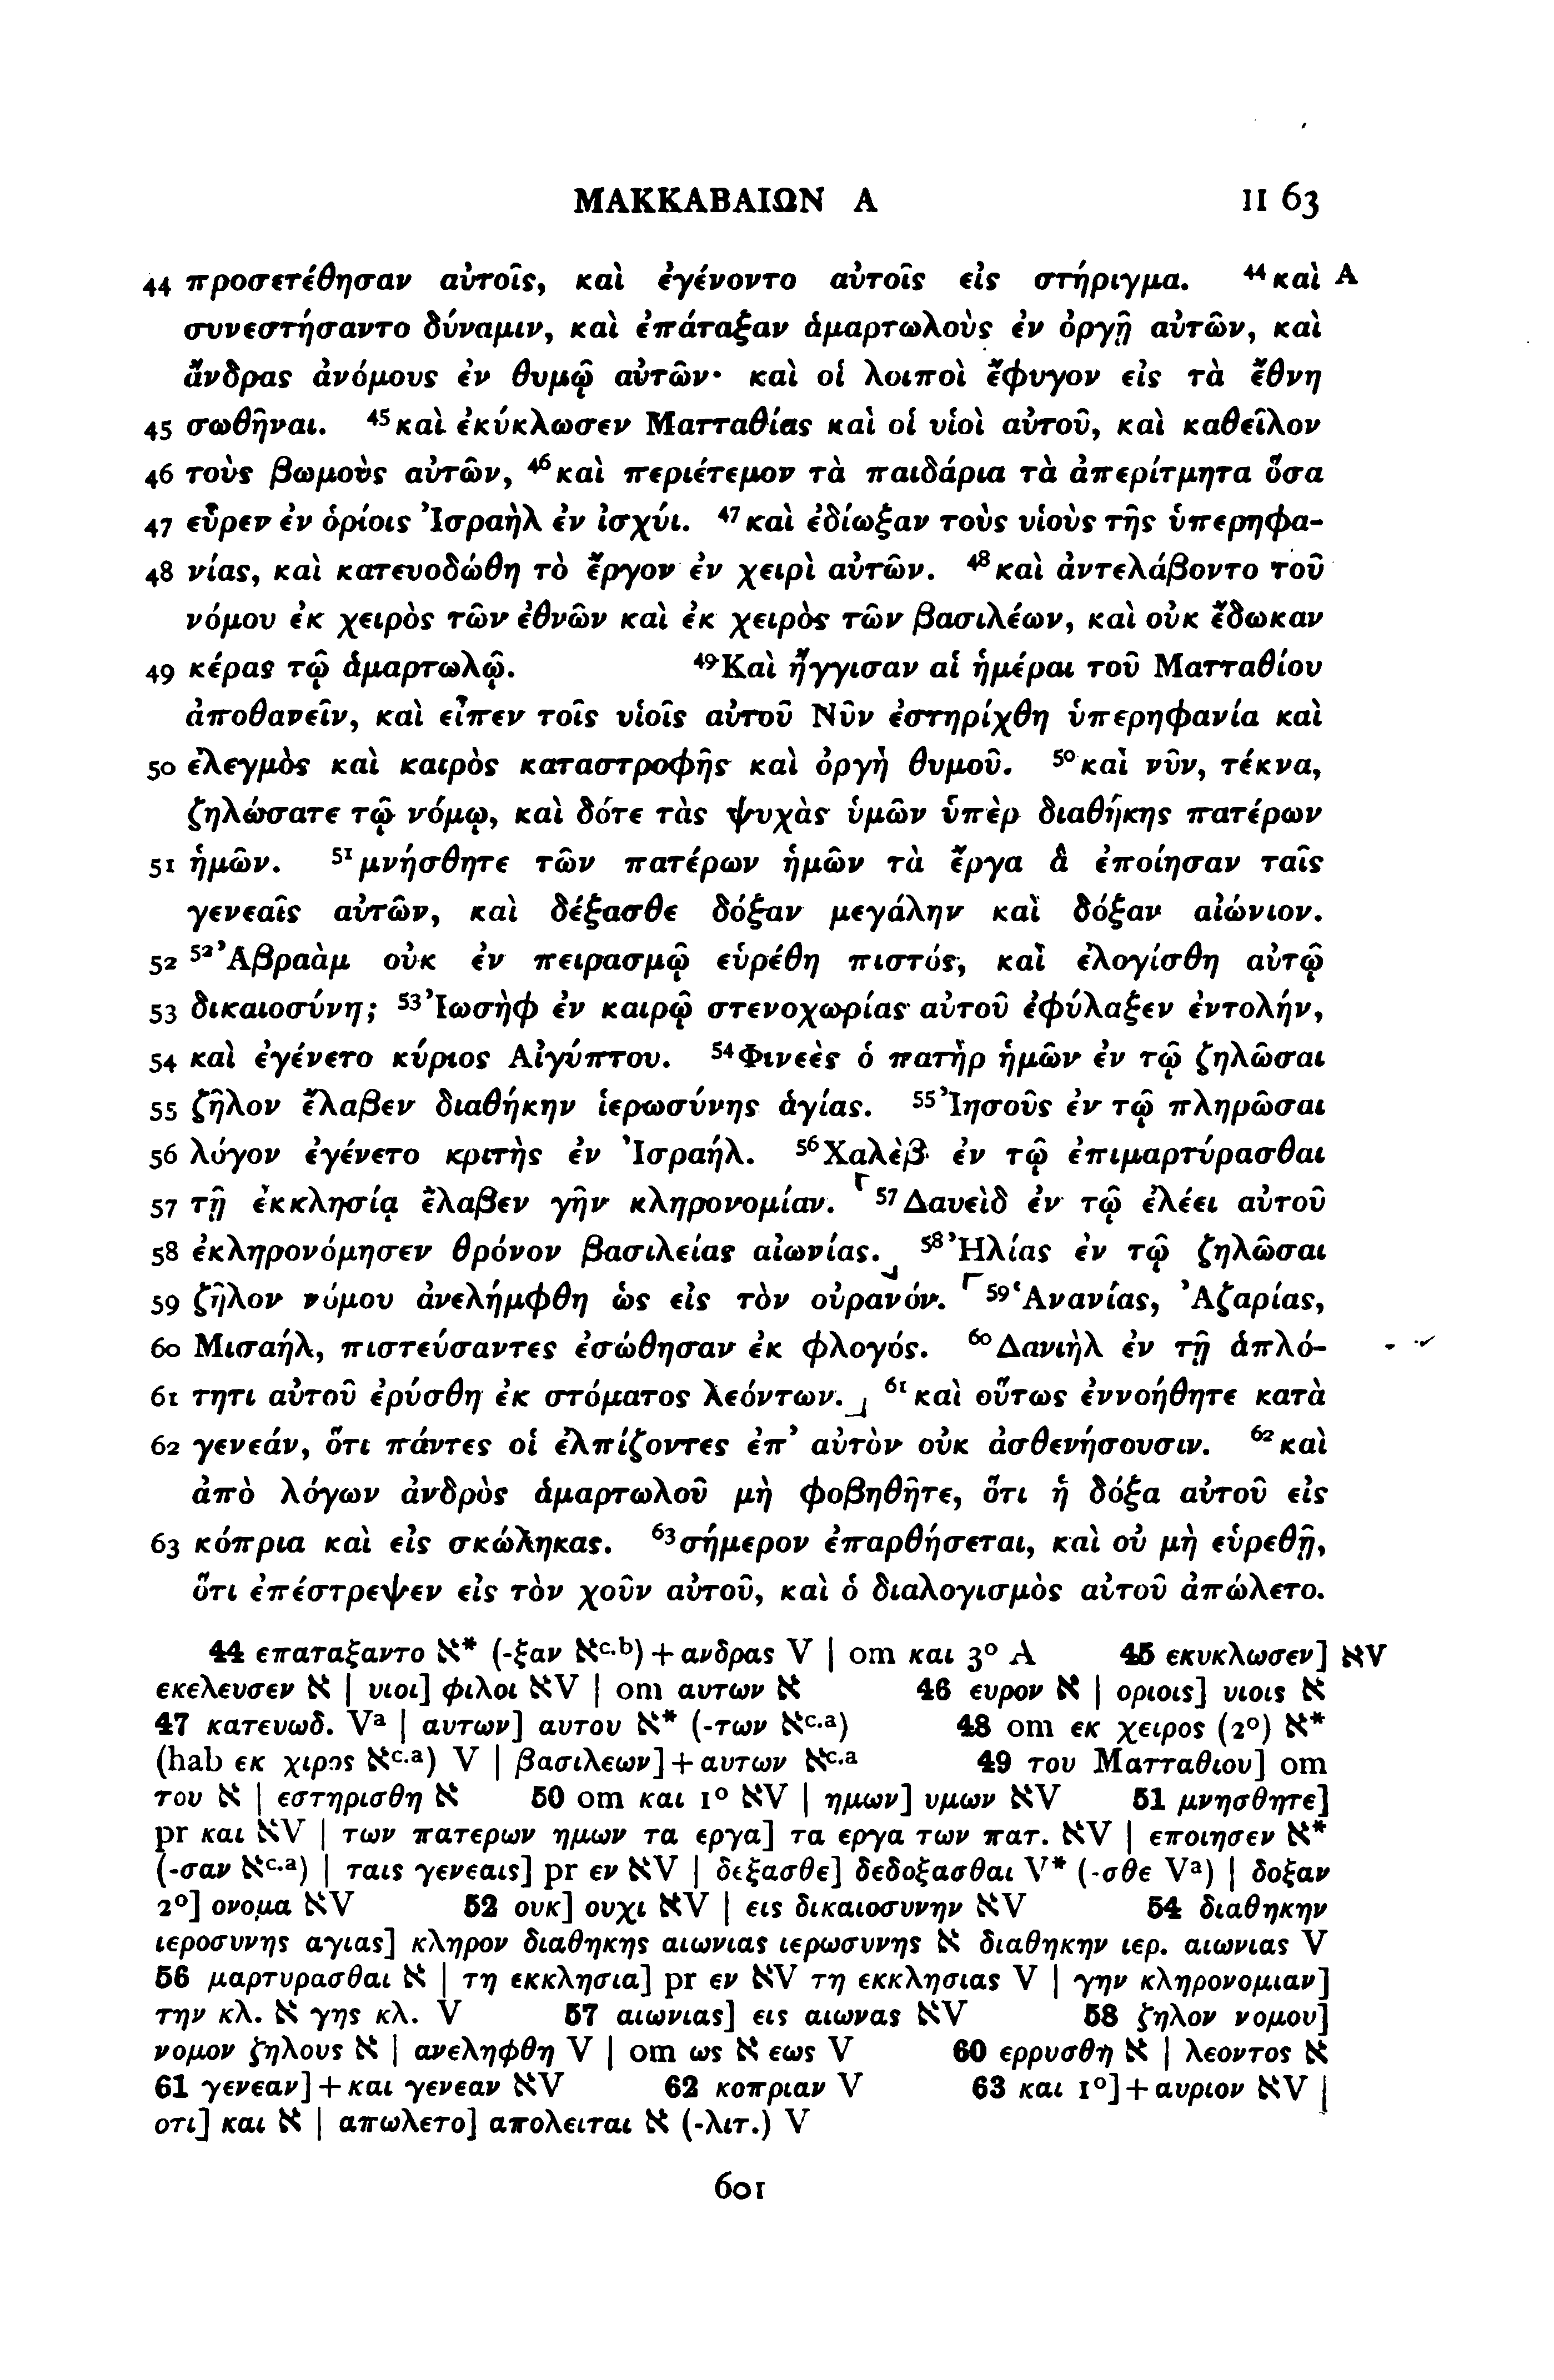 ΜΑΚΚΑΒΑΙΩΝ Α II 63
44 προσετέθησαν αὐτοῖς, καὶ ἐγένοντο αὐτοῖς εἰς στήριγμα. 44 καὶ A
συνεστήσαντο δύναμιν, καὶ ἐπάταξαν ἁμαρτωλοὺς ἐν ὀργῇ αὐτῶν, καὶ
ἄνδρας ἀνόμους ἐν θυμῷ αὐτῶν· καὶ οἱ λοιποὶ ἔφυγον εἰς τὰ ἔθνη
45 σωθῆναι. 45 καὶ ἐκύκλωσεν Ματταθίας καὶ οἱ υἱοὶ αὐτοῦ, καὶ καθεῖλον
46 τοὺς βωμοὺς αὐτῶν, 46 καὶ περιέτεμον τὰ παιδάρια τὰ ἀπερίτμητα ὅσα
47 εὗρεν ἐν ὁρίοις Ἰσραὴλ ἐν ἰσχύι. 47 καὶ ἐδίωξαν τοὺς υἱοὺς τῆς ὑπερηφα-
48 νίας, καὶ κατευοδώθη τὸ ἔργον ἐν χειρὶ αὐτῶν. 48 καὶ ἀντελάβοντο τοῦ
νόμου ἐκ χειρὸς τῶν ἐθνῶν καὶ ἐκ χειρὸς τῶν βασιλέων, καὶ οὐκ ἔδωκαν
49 κέρας τῷ ἁμαρτωλῷ. 49 Καὶ ἤγγισαν αἱ ἡμέραι τοῦ Ματταθίου
ἀποθανεῖν, καὶ εἶπεν τοῖς υἱοῖς αὐτοῦ Νῦν ἐστηρίχθη ὑπερηφανία καὶ
50 ἐλεγμὸς καὶ καιρὸς καταστροφῆς καὶ ὀργὴ θυμοῦ. 50 καὶ νῦν, τέκνα,
ζηλώσατε τῷ νόμῳ, καὶ δότε τὰς ψυχὰς ὑμῶν ὑπὲρ διαθήκης πατέρων
51 ἡμῶν. 51 μνήσθητε τῶν πατέρων ἡμῶν τὰ ἔργα ἃ ἐποίησαν ταῖς
γενεαῖς αὐτῶν, καὶ δέξασθε δόξαν μεγάλην καὶ δόξαν αἰώνιον.
52 52 Ἀβραὰμ οὐκ ἐν πειρασμῷ εὑρέθη πιστός, καὶ ἐλογίσθη αὐτῷ
53 δικαιοσύνη; 53 Ἰωσὴφ ἐν καιρῷ στενοχωρίας αὐτοῦ ἐφύλαξεν ἐντολήν,
54 καὶ ἐγένετο κύριος Αἰγύπτου. 54 Φινεὲς ὁ πατὴρ ἡμῶν ἐν τῷ ζηλῶσαι
55 ζῆλον ἔλαβεν διαθήκην ἱερωσύνης ἁγίας. 55 Ἰησοῦς ἐν τῷ πληρῶσαι
56 λόγον ἐγένετο κριτὴς ἐν Ἰσραήλ. 56 Χαλὲβ ἐν τῷ ἐπιμαρτύρασθαι
57 τῇ ἐκκλησίᾳ ἔλαβεν γῆν κληρονομίαν. 57 Δαυεὶδ ἐν τῷ ἐλέει αὐτοῦ
58 ἐκληρονόμησεν θρόνον βασιλείας αἰωνίας. 58 Ἠλίας ἐν τῷ ζηλῶσαι
59 ζῆλον νόμου ἀνελήμφθη ὡς εἰς τὸν οὐρανόν. 59 Ἁνανίας, Ἀζαρίας,
60 Μισαήλ, πιστεύσαντες ἐσώθησαν ἐκ φλογός. 60 Δανιὴλ ἐν τῇ ἁπλό-
61 τητι αὐτοῦ ἐρύσθη ἐκ στόματος λεόντων. 61 καὶ οὕτως ἐννοήθητε κατὰ
62 γενεάν, ὅτι πάντες οἱ ἐλπίζοντες ἐπ’ αὐτὸν οὐκ ἀσθενήσουσιν. 62 καὶ
ἀπὸ λόγων ἀνδρὸς ἁμαρτωλοῦ μὴ φοβηθῆτε, ὅτι ἡ δόξα αὐτοῦ εἰς
63 κόπρια καὶ εἰς σκώληκας. 63 σήμερον ἐπαρθήσεται, καὶ οὐ μὴ εὑρεθῇ,
ὅτι ἐπέστρεψεν εἰς τὸν χοῦν αὐτοῦ, καὶ ὁ διαλογισμὸς αὐτοῦ ἀπώλετο.
44 επαταξαντο ℵ* (-ξαν ℵc.b) + ανδρας V | om και 3° A 45 εκυκλωσεν] ℵV
εκελευσεν ℵ | υιοι] φιλοι ℵV | om αυτων ℵ 46 ευρον ℵ | οριοις] υιοις ℵ
47 κατευωδ. Va | αυτων] αυτου ℵ* (-των ℵc.a) 48 om εκ χειρος (2°) ℵ*
(hab εκ χιρος ℵc.a) V | βασιλεων] + αυτων ℵc.a 49 του Ματταθιου] om
του ℵ | εστηρισθη ℵ 50 om και 1° ℵV | ημων] υμων ℵV 51 μνησθητε]
pr και ℵV | των πατερων ημων τα εργα] τα εργα των πατ. ℵV | εποιησεν ℵ*
(-σαν ℵc.a) | ταις γενεαις] pr εν ℵV | δεξασθε] δεδοξασθαι V* (-σθε Va) | δοξαν
2°] ονομα ℵV 52 ουκ] ουχι ℵV | εις δικαιοσυνην ℵV 54 διαθηκην
ιεροσυνης αγιας] κληρον διαθηκης αιωνιας ιερωσυνης ℵ διαθηκην ιερ. αιωνιας V
56 μαρτυρασθαι ℵ | τη εκκλησια] pr εν ℵV τη εκκλησιας V | γην κληρονομιαν]
την κλ. ℵ γης κλ. V 57 αιωνιας] εις αιωνας ℵV 58 ζηλον νομου]
νομον ζηλους ℵ | ανεληφθη V | om ως ℵ εως V 60 ερρυσθη ℵ | λεοντος ℵ
61 γενεαν] + και γενεαν ℵV 62 κοπριαν V 63 και 1°] + αυριον ℵV |
οτι] και ℵ | απωλετο] απολειται ℵ (-λιτ.) V
601